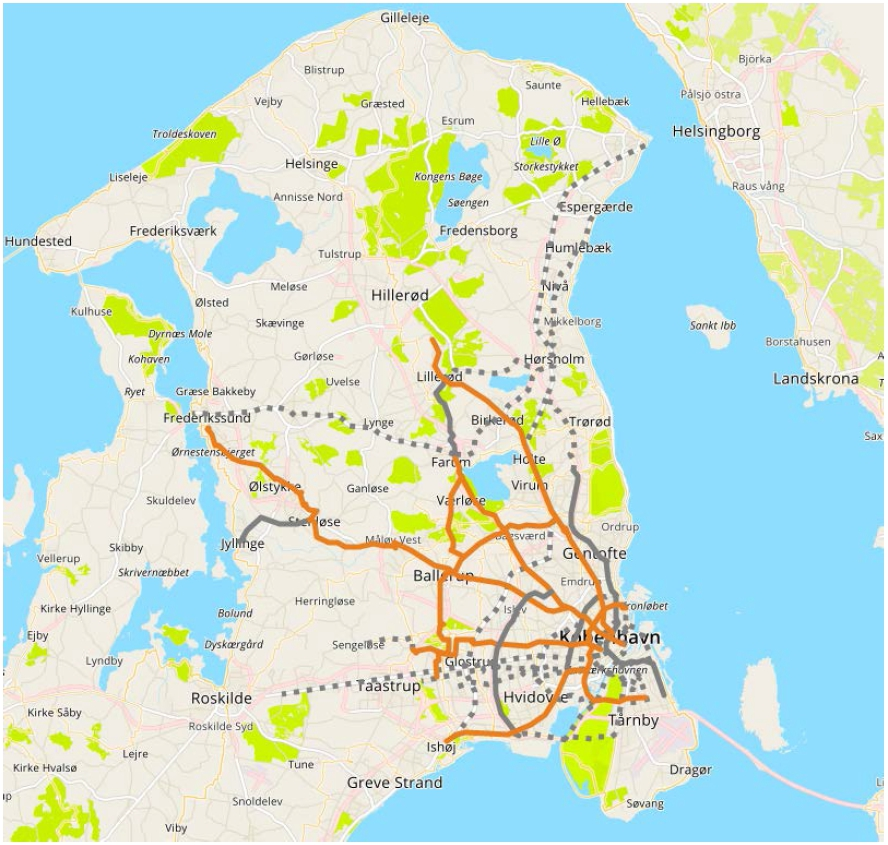 Gilleleje
Björka
Blistrup
Saunte
Pålsjö östra
Vejby
Græsted
Hellebæk
Esrum
Troldeskoven
Lille Ø
Helsingborg
Helsinge
Storkestykket
Liseleje
Kongens Bøge
Raus vång
Annisse Nord
Søengen
Espergærde
Hundested
Frederiksværk
Fredensborg
Humlebæk
Tulstrup
Meløse
Nivå
Hillerød
Ølsted
Kulhuse
Skævinge
Mikkelborg
Sankt Ibb
Dyrnæs Mole
Borstahusen
Kohaven
Gørløse
Hørsholm
Landskrona
Lillerød
Uvelse
Ryet
Græse Bakkeby
Frederikssund
Lynge
Birkerød
Trørød
Sax
Ørnestensbjerget
Farum
Holte
Ølstykke
Ganløse
Virum
Værløse
Skuldelev
Stenløse
Ordrup
Jyllinge
Måløv Vest
Bagsværd
Gentofte
Skibby
Vellerup
Skrivernæbbet
Ballerup
Emdrup
Herringløse
Kirke Hyllinge
Bolund
Islev
Kronløbet
Ejby
Dyskærgård
Sengeløse
København
Lyndby
Glostrup
Taastrup
Roskilde
Hvidovre
Kirke Såby
Roskilde Syd
Tårnby
Lejre
Ishøj
Tune
Kirke Hvalsø
Dragør
Greve Strand
Snoldelev
Søvang
Viby